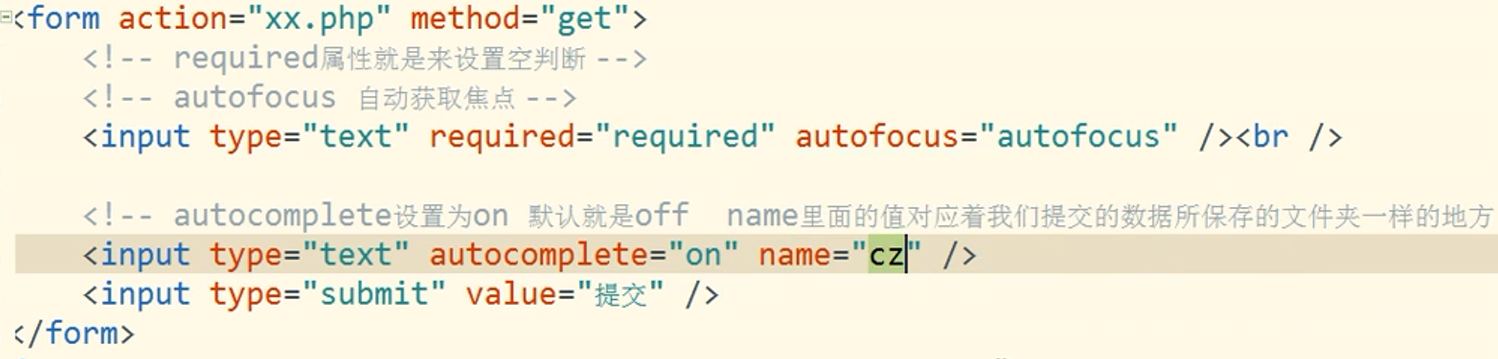 <form action="xx.php" method="get">
<!-- required属性就是来设置空判断 -->
<!-- autofocus 自动获取焦点 -->
<input type="text" required="required" autofocus="autofocus" /><br />
<!-- autocomplete设置为on 默认就是off name里面的值对应着我们提交的数据所保存的文件夹一样的地方
<input type="text" autocomplete="on" name="cz" />
<input type="submit" value="提交" />
</form>